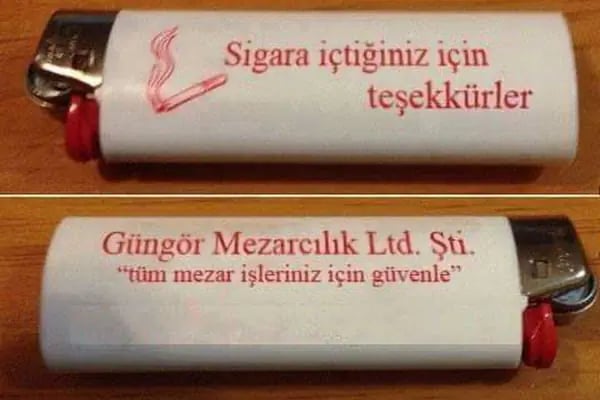 Sigara içtiğiniz için
teşekkürler
Güngör Mezarcılık Ltd. Şti.
“tüm mezar işleriniz için güvenle”